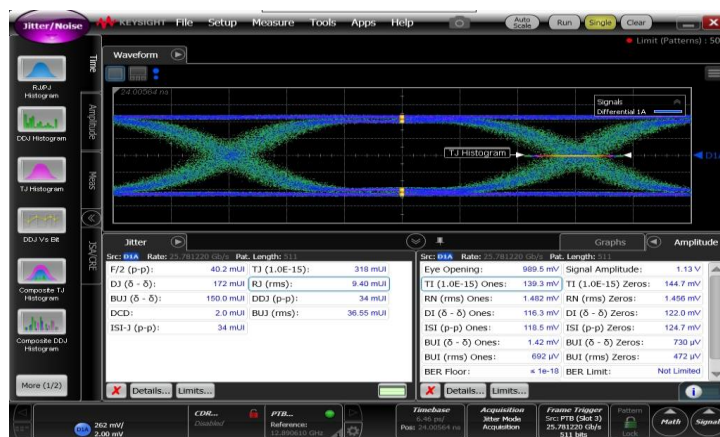 Jitter/Noise
KEYSIGHT File Setup Measure Tools Apps Help
Auto Scale Run Single Clear
Limit (Patterns) : 50
Time
Amplitude
Meas
JSA/CRE
RJ/PJ Histogram
DDJ Histogram
TJ Histogram
DDJ Vs Bit
Composite TJ Histogram
Composite DDJ Histogram
More (1/2)
Waveform
24.00564 ns
Signals
Differential 1A
TJ Histogram
D1A
Jitter
Src: D1A Rate: 25.781220 Gb/s Pat. Length: 511
F/2 (p-p): 40.2 mUI TJ (1.0E-15): 318 mUI
DJ (δ - δ): 172 mUI RJ (rms): 9.40 mUI
BUJ (δ - δ): 150.0 mUI DDJ (p-p): 34 mUI
DCD: 2.0 mUI BUJ (rms): 36.55 mUI
ISI-J (p-p): 34 mUI
Details... Limits...
Graphs Amplitude
Src: D1A Rate: 25.781220 Gb/s Pat. Length: 511
Eye Opening: 989.5 mV Signal Amplitude: 1.13 V
TI (1.0E-15) Ones: 139.3 mV TI (1.0E-15) Zeros: 144.7 mV
RN (rms) Ones: 1.482 mV RN (rms) Zeros: 1.456 mV
DI (δ - δ) Ones: 116.3 mV DI (δ - δ) Zeros: 122.0 mV
ISI (p-p) Ones: 118.5 mV ISI (p-p) Zeros: 124.7 mV
BUI (δ - δ) Ones: 1.42 mV BUI (δ - δ) Zeros: 730 µV
BUI (rms) Ones: 692 µV BUI (rms) Zeros: 472 µV
BER Floor: < 1e-18 BER Limit: Not Limited
Details... Limits...
D1A 262 mV/
2.00 mV
CDR...
Disabled
PTB...
Reference:
12.890610 GHz
Timebase
6.46 ps/
Pos: 24.00564 ns
Acquisition
Jitter Mode
Acquisition
Frame Trigger
Src: PTB (Slot 3)
25.781220 Gb/s
511 bits
Pattern
Lock
Math
Signals